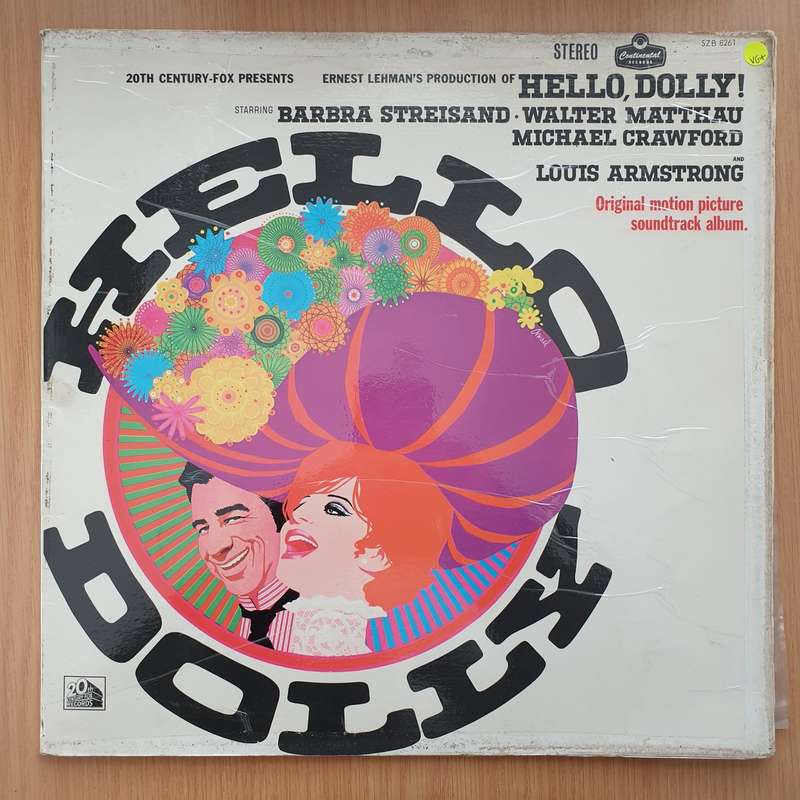 SZB 8261
STEREO
Continental
RECORDS
VG+
20TH CENTURY-FOX PRESENTS ERNEST LEHMAN'S PRODUCTION OF HELLO, DOLLY!
STARRING BARBRA STREISAND · WALTER MATTHAU
MICHAEL CRAWFORD
AND
LOUIS ARMSTRONG
Original motion picture
soundtrack album.
HELLO
DOLLY
20th
CENTURY FOX
RECORDS